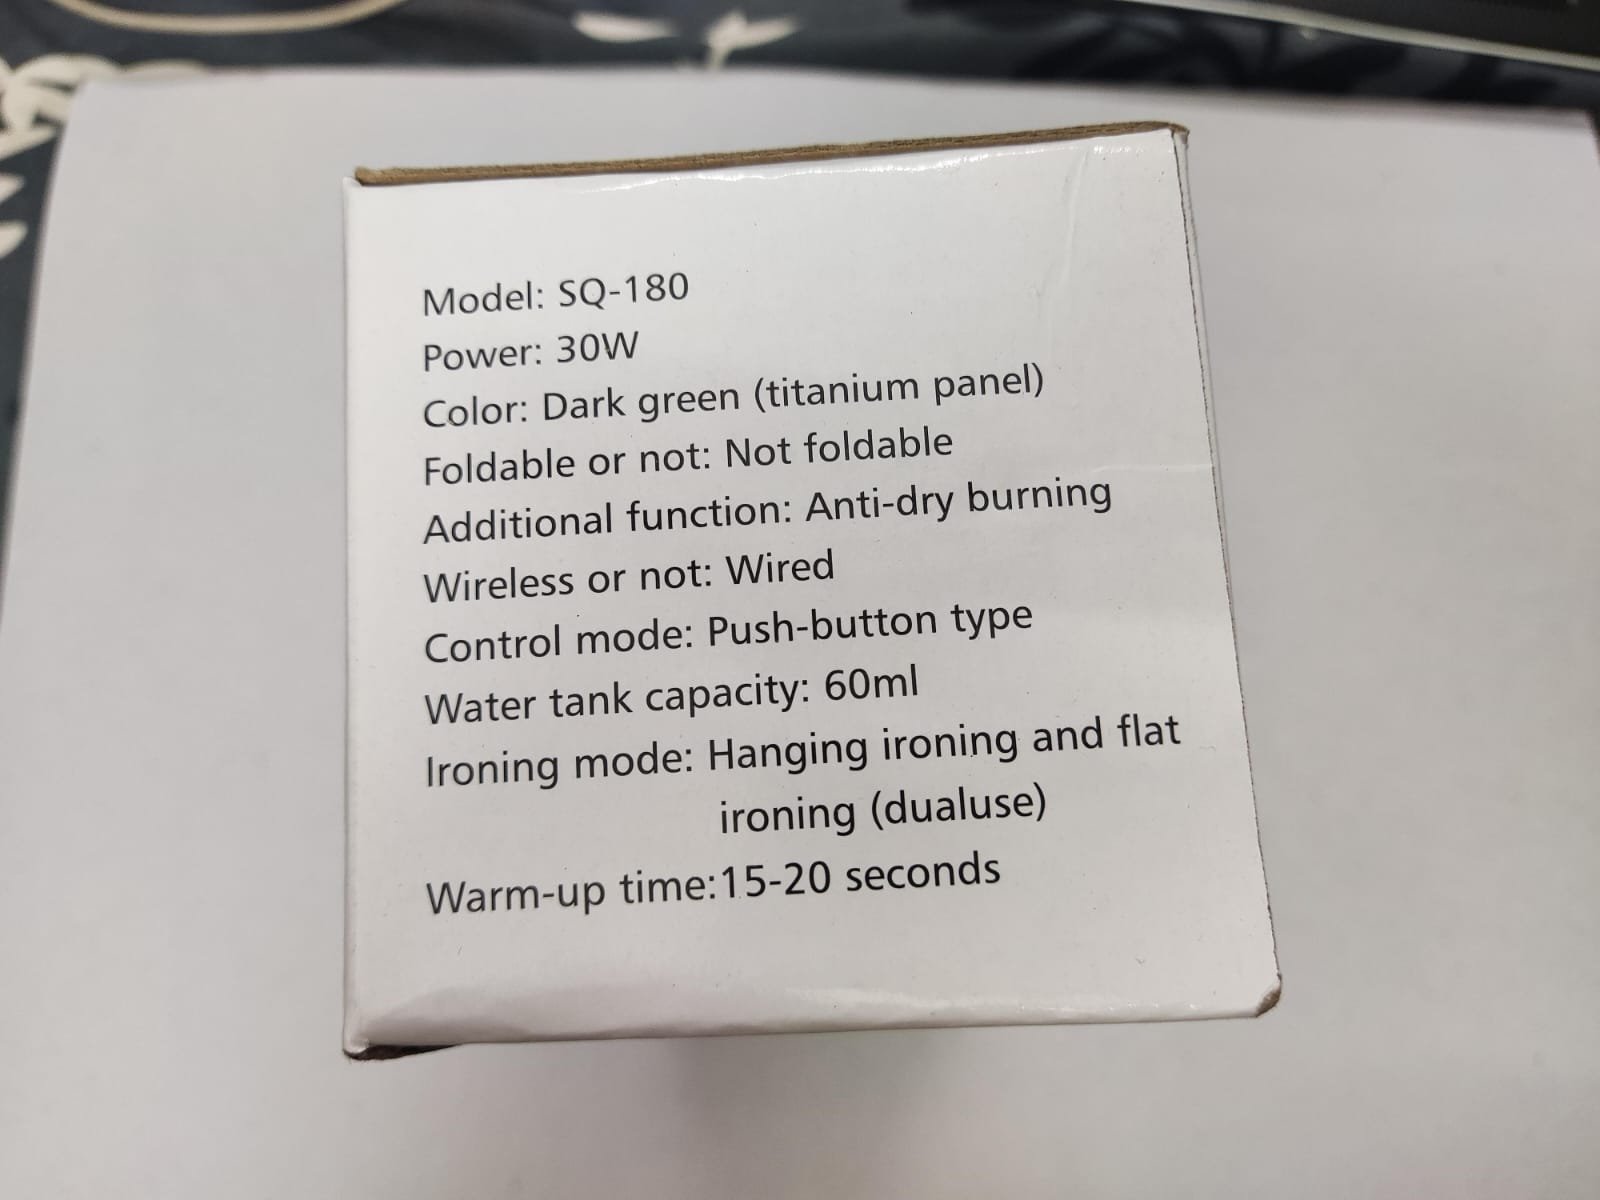 Model: SQ-180
Power: 30W
Color: Dark green (titanium panel)
Foldable or not: Not foldable
Additional function: Anti-dry burning
Wireless or not: Wired
Control mode: Push-button type
Water tank capacity: 60ml
Ironing mode: Hanging ironing and flat
ironing (dualuse)
Warm-up time:15-20 seconds